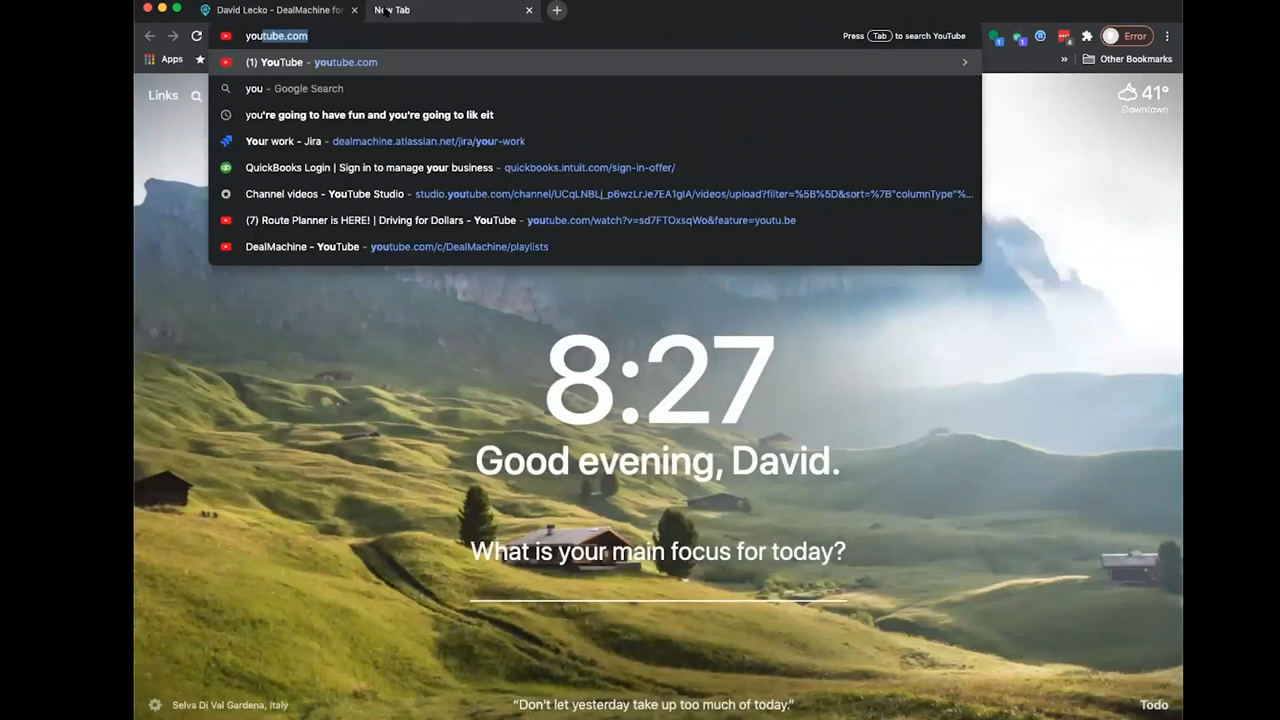 David Lecko - DealMachine for
New Tab
youtube.com
Press Tab to search YouTube
Error
(1) YouTube - youtube.com
Apps
Other Bookmarks
you - Google Search
you're going to have fun and you're going to lik eit
Your work - Jira - dealmachine.atlassian.net/jira/your-work
QuickBooks Login | Sign in to manage your business - quickbooks.intuit.com/sign-in-offer/
Channel videos - YouTube Studio - studio.youtube.com/channel/UCqLNBLj_p6wzLrJe7EA1gIA/videos/upload?filter=%5B%5D&sort=%7B"columnType"%...
(7) Route Planner is HERE! | Driving for Dollars - YouTube - youtube.com/watch?v=sd7FTOxsqWo&feature=youtu.be
DealMachine - YouTube - youtube.com/c/DealMachine/playlists
Links
41°
Downtown
8:27
Good evening, David.
What is your main focus for today?
Selva Di Val Gardena, Italy
“Don't let yesterday take up too much of today.”
Todo